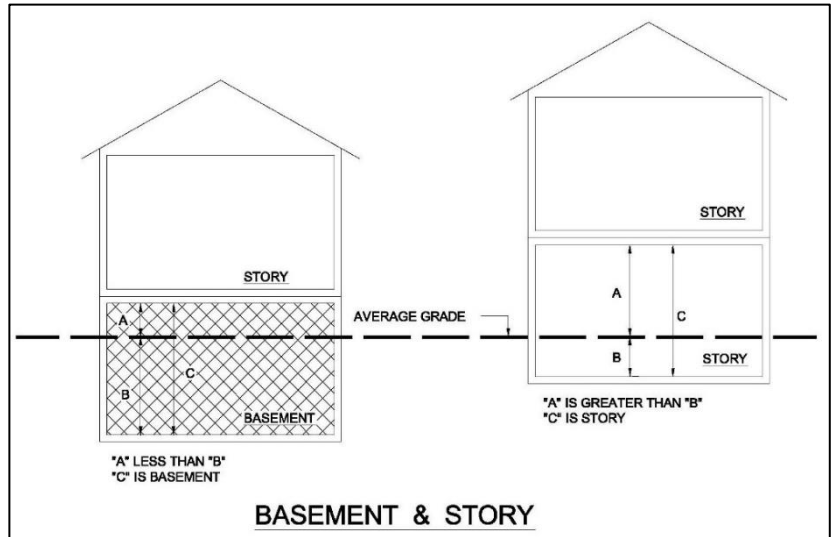 STORY
STORY
A
A
C
AVERAGE GRADE
B
C
B
STORY
BASEMENT
"A" IS GREATER THAN "B"
"C" IS STORY
"A" LESS THAN "B"
"C" IS BASEMENT
BASEMENT & STORY